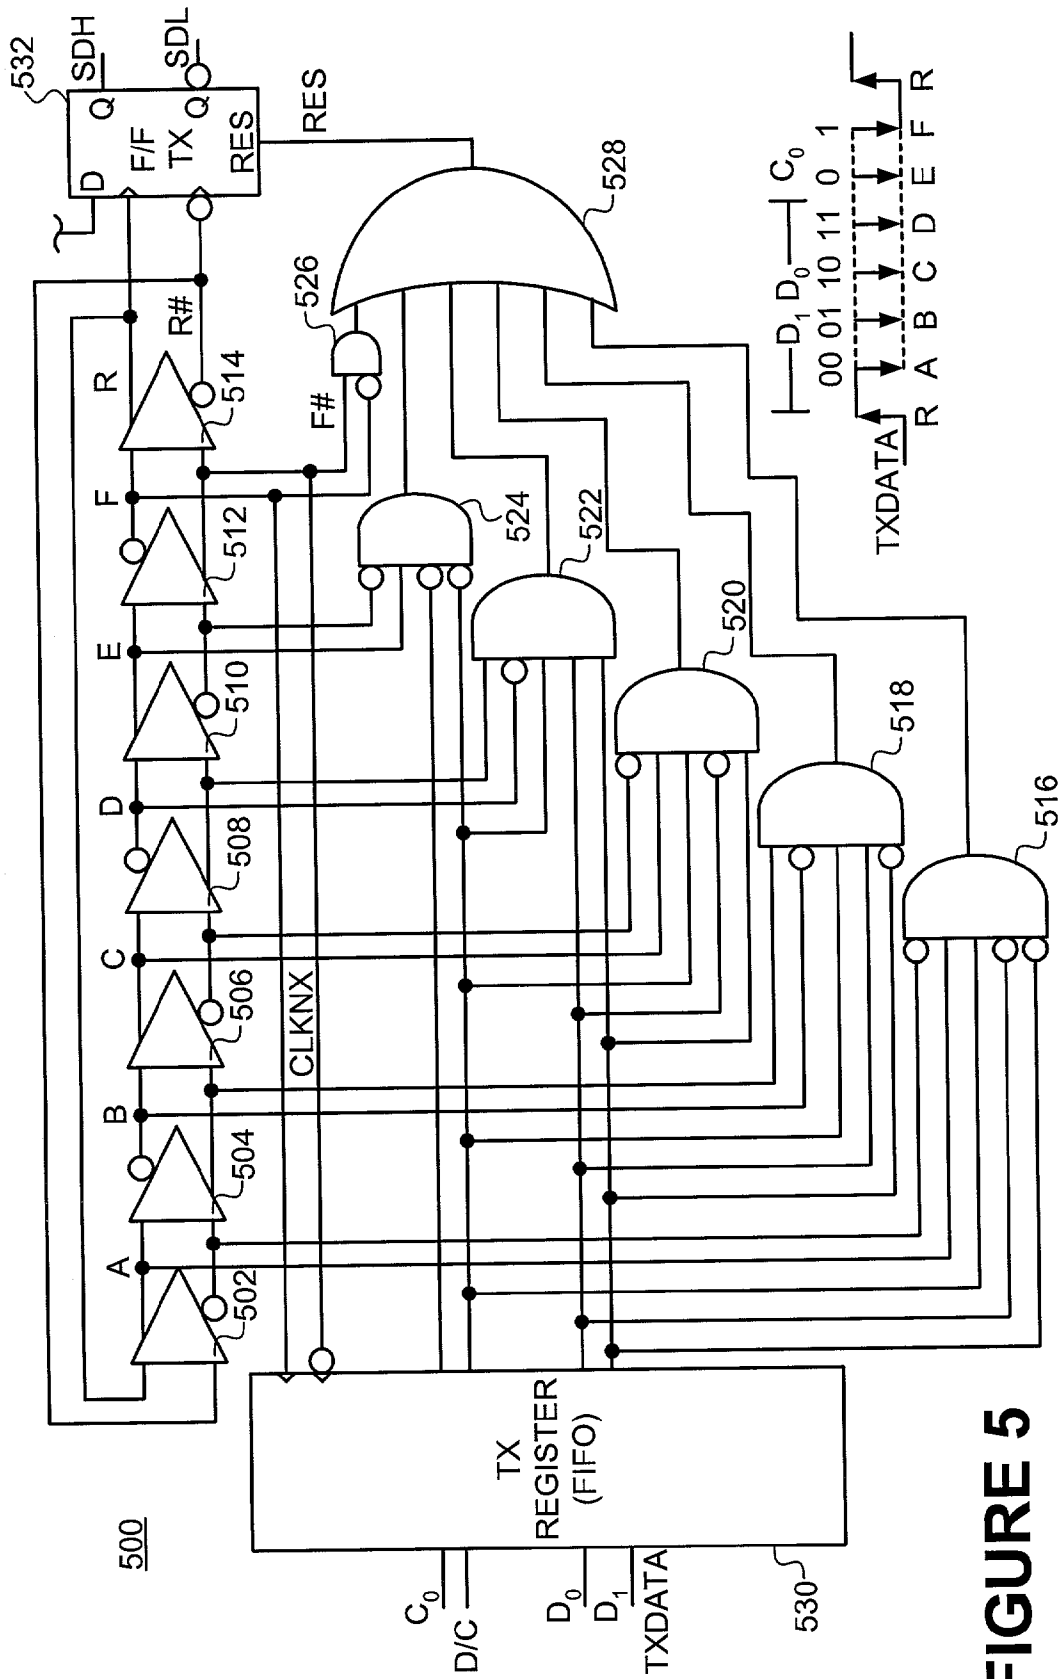 500
532
D
Q
SDH
F/F
TX
Q
SDL
RES
RES
A
B
C
D
E
F
R
R#
502
504
506
508
510
512
514
F#
526
528
CLKNX
524
522
520
518
516
TX
REGISTER
(FIFO)
C0
D/C
D0
D1
TXDATA
530
D1 D0 C0
00 01 10 11 0 1
TXDATA
R A B C D E F R
FIGURE 5